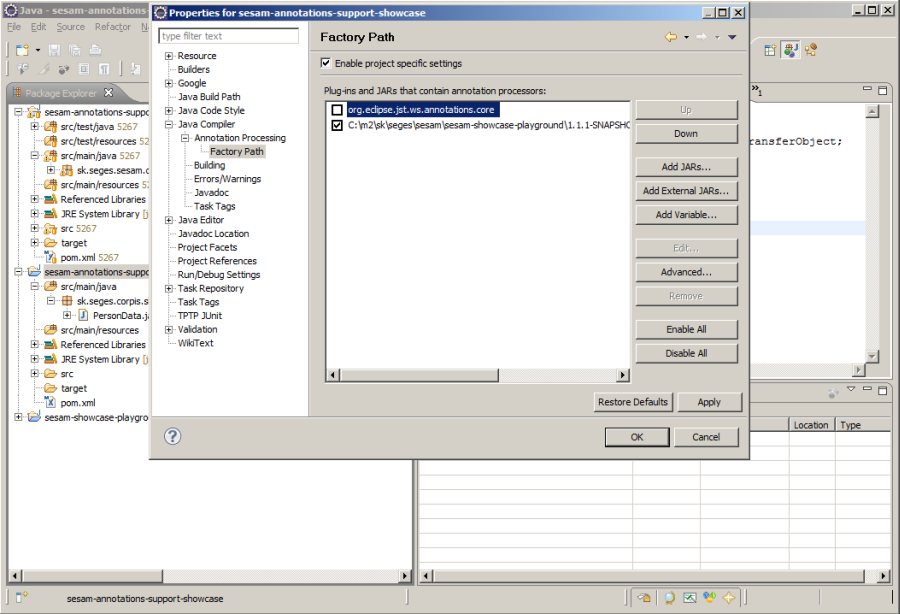 Java - sesam-annotations-
File Edit Source Refactor
Package Explorer
sesam-annotations-suppo
src/test/java 5267
src/test/resources 52
src/main/java 5267
sk.seges.sesam.c
src/main/resources 52
Referenced Libraries
JRE System Library
src 5267
target
pom.xml 5267
sesam-annotations-suppo
src/main/java
sk.seges.corpis.s
PersonData.j
src/main/resources
Referenced Libraries
JRE System Library
src
target
pom.xml
sesam-showcase-playgro
Properties for sesam-annotations-support-showcase
type filter text
Resource
Builders
Google
Java Build Path
Java Code Style
Java Compiler
Annotation Processing
Factory Path
Building
Errors/Warnings
Javadoc
Task Tags
Java Editor
Javadoc Location
Project Facets
Project References
Run/Debug Settings
Task Repository
Task Tags
TPTP JUnit
Validation
WikiText
Factory Path
Enable project specific settings
Plug-ins and JARs that contain annotation processors:
org.eclipse.jst.ws.annotations.core
C:\m2\sk\seges\sesam\sesam-showcase-playground\1.1.1-SNAPSHO
Up
Down
Add JARs...
Add External JARs...
Add Variable...
Edit...
Advanced...
Remove
Enable All
Disable All
Restore Defaults Apply
OK Cancel
ransferObject;
Location Type
sesam-annotations-support-showcase